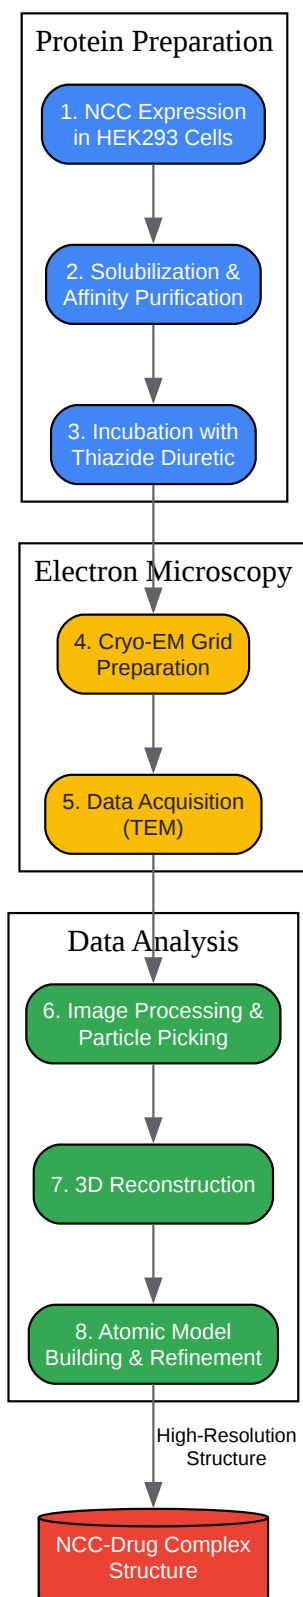 Protein Preparation
1. NCC Expression
in HEK293 Cells
2. Solubilization &
Affinity Purification
3. Incubation with
Thiazide Diuretic
Electron Microscopy
4. Cryo-EM Grid
Preparation
5. Data Acquisition
(TEM)
Data Analysis
6. Image Processing &
Particle Picking
7. 3D Reconstruction
8. Atomic Model
Building & Refinement
High-Resolution
Structure
NCC-Drug Complex
Structure